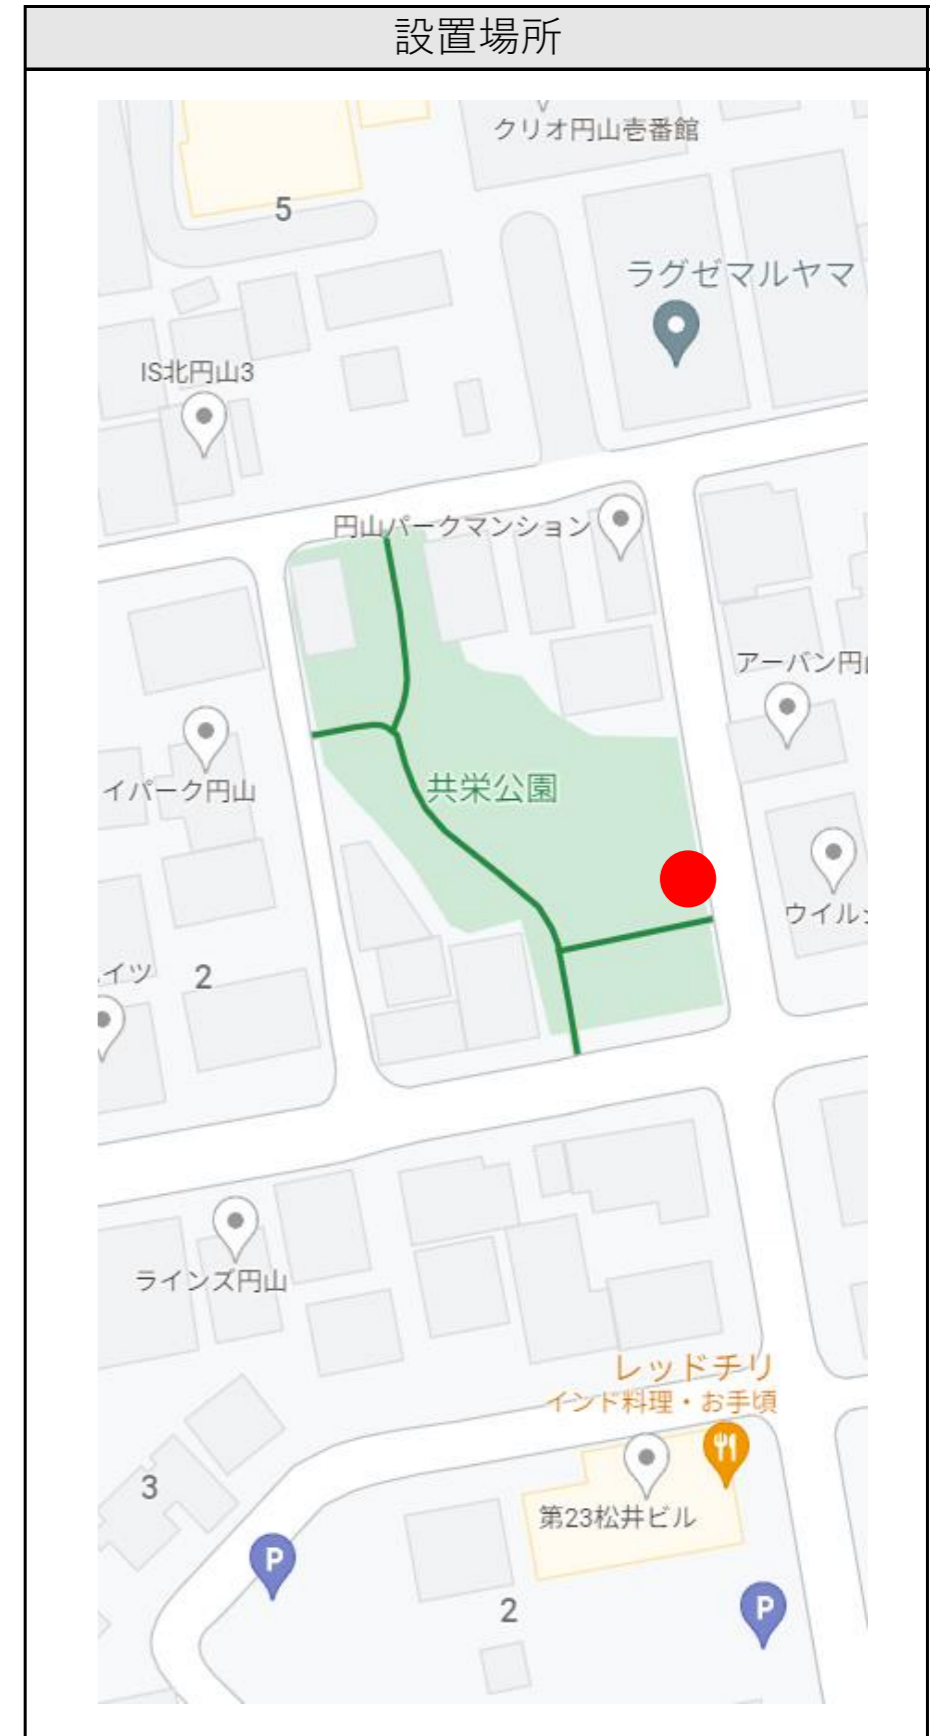 設置場所
クリオ円山壱番館
5
ラグゼマルヤマ
IS北円山3
円山パークマンション
アーバン円
イパーク円山
共栄公園
ウイル
イツ
2
ラインズ円山
レッドチリ
インド料理・お手頃
3
第23松井ビル
P
2
P